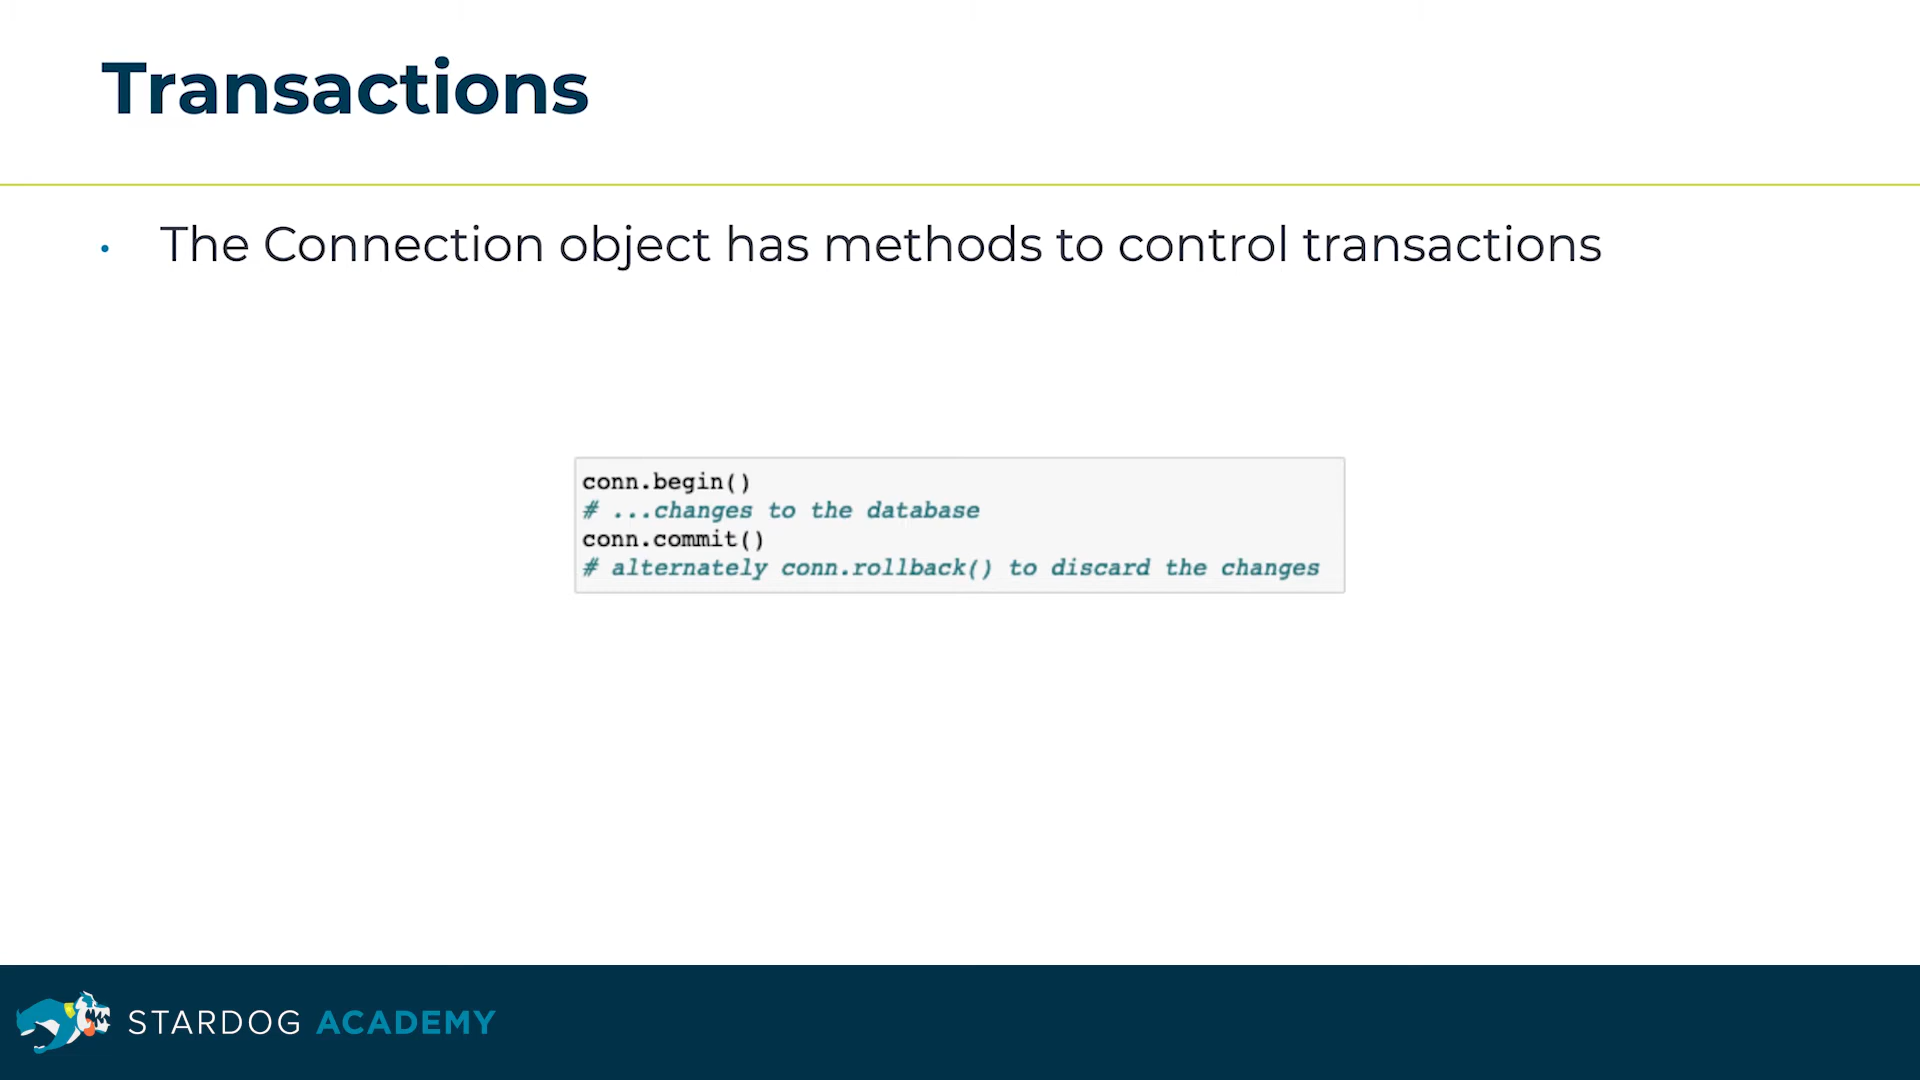 Transactions
• The Connection object has methods to control transactions
conn.begin()
# ...changes to the database
conn.commit()
# alternately conn.rollback() to discard the changes
STARDOG ACADEMY